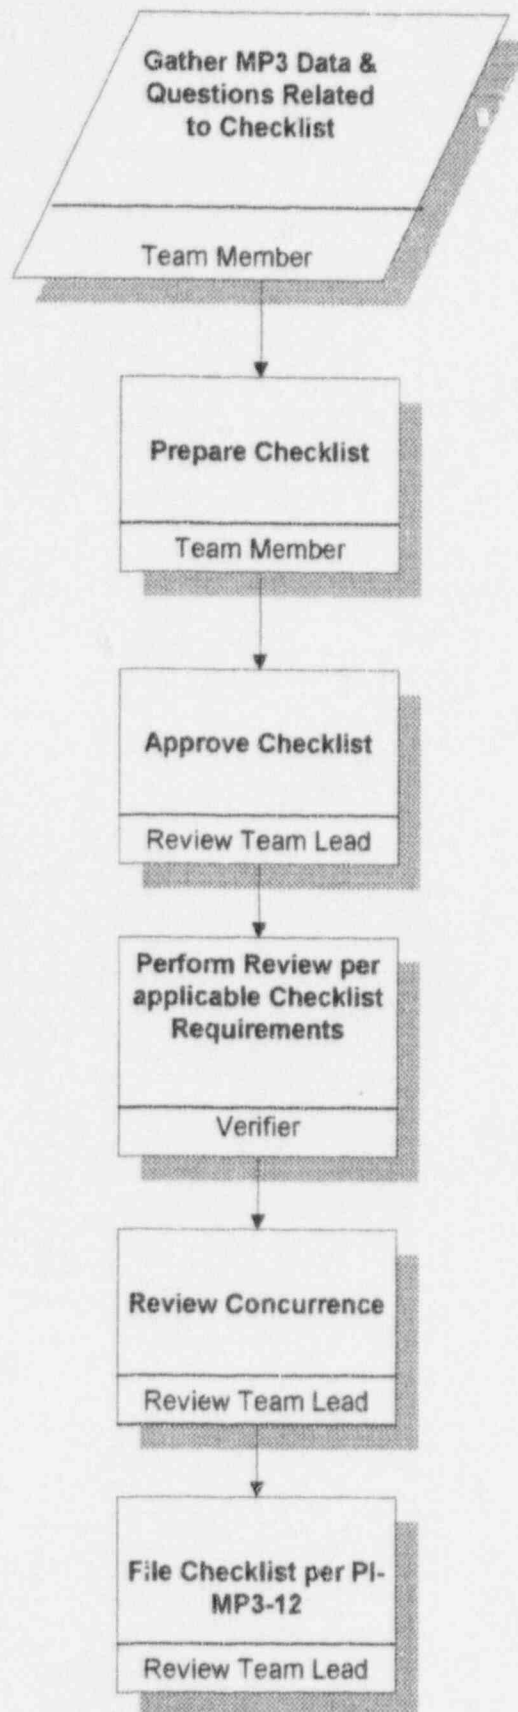 Gather MP3 Data &
Questions Related
to Checklist
Team Member
Prepare Checklist
Team Member
Approve Checklist
Review Team Lead
Perform Review per
applicable Checklist
Requirements
Verifier
Review Concurrence
Review Team Lead
File Checklist per PI-
MP3-12
Review Team Lead